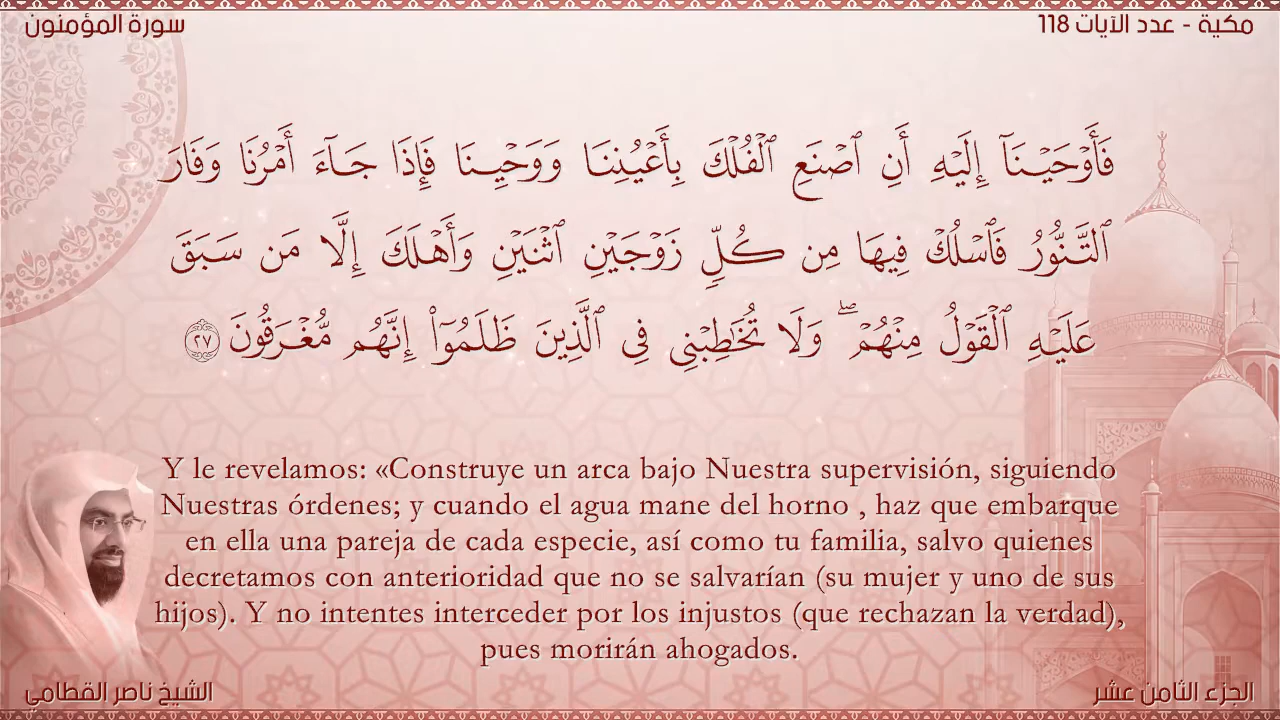 مكية - عدد الآيات 118
سورة المؤمنون
فَأَوْحَيْنَآ إِلَيْهِ أَنِ ٱصْنَعِ ٱلْفُلْكَ بِأَعْيُنِنَا وَوَحْيِنَا فَإِذَا جَآءَ أَمْرُنَا وَفَارَ
ٱلتَّنُّورُ فَٱسْلُكْ فِيهَا مِن كُلٍّ زَوْجَيْنِ ٱثْنَيْنِ وَأَهْلَكَ إِلَّا مَن سَبَقَ
عَلَيْهِ ٱلْقَوْلُ مِنْهُمْ ۖ وَلَا تُخَٰطِبْنِى فِى ٱلَّذِينَ ظَلَمُوٓا۟ إِنَّهُم مُّغْرَقُونَ ٢٧
Y le revelamos: «Construye un arca bajo Nuestra supervisión, siguiendo
Nuestras órdenes; y cuando el agua mane del horno , haz que embarque
en ella una pareja de cada especie, así como tu familia, salvo quienes
decretamos con anterioridad que no se salvarían (su mujer y uno de sus
hijos). Y no intentes interceder por los injustos (que rechazan la verdad),
pues morirán ahogados.
الجزء الثامن عشر
الشيخ ناصر القطامي